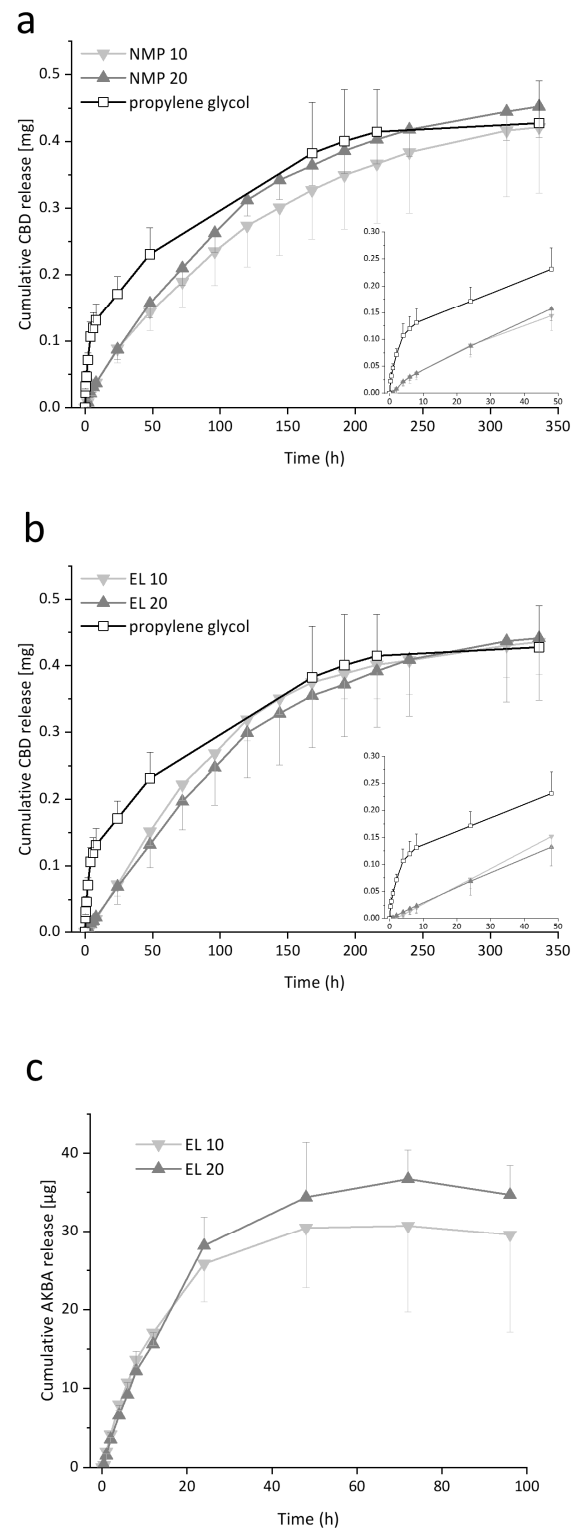 a
NMP 10
NMP 20
propylene glycol
Cumulative CBD release [mg]
0.5
0.4
0.3
0.2
0.1
0.0
0 50 100 150 200 250 300 350
Time (h)
0.30
0.25
0.20
0.15
0.10
0.05
0.00
0 10 20 30 40 50
b
EL 10
EL 20
propylene glycol
Cumulative CBD release [mg]
0.5
0.4
0.3
0.2
0.1
0.0
0 50 100 150 200 250 300 350
Time (h)
0.30
0.25
0.20
0.15
0.10
0.05
0.00
0 10 20 30 40 50
c
EL 10
EL 20
Cumulative AKBA release [µg]
40
30
20
10
0
0 20 40 60 80 100
Time (h)